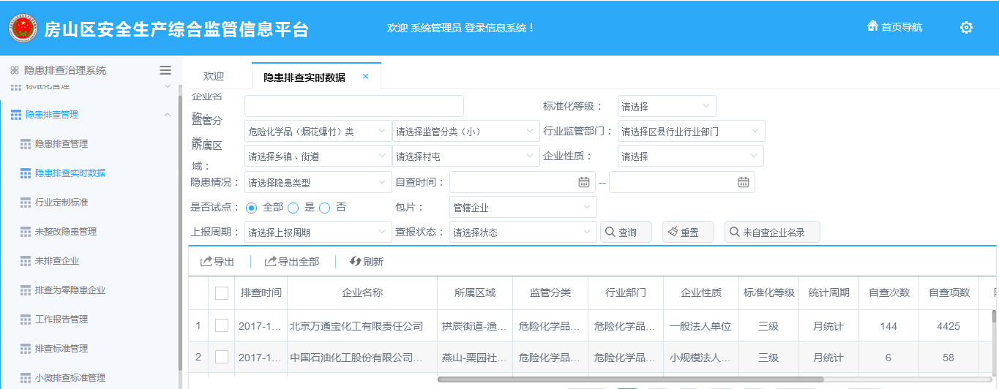 房山区安全生产综合监管信息平台
欢迎 系统管理员 登录信息系统！
首页导航
隐患排查治理系统
标准化管理
隐患排查管理
隐患排查管理
隐患排查实时数据
行业定制标准
未整改隐患管理
未排查企业
排查为零隐患企业
工作报告管理
排查标准管理
小微排查标准管理
欢迎 隐患排查实时数据 ×
企业名称： 标准化等级： 请选择
监管分类： 危险化学品（烟花爆竹）类 请选择监管分类（小） 行业监管部门： 请选择区县行业行业部门
所属区域： 请选择乡镇、街道 请选择村屯 企业性质： 请选择
隐患情况： 请选择隐患类型 自查时间： --
是否试点： 全部 是 否 包片： 管辖企业
上报周期： 请选择上报周期 查报状态： 请选择状态 查询 重置 未自查企业名录
导出 导出全部 刷新
排查时间 企业名称 所属区域 监管分类 行业部门 企业性质 标准化等级 统计周期 自查次数 自查项数
1 2017-1... 北京万通宝化工有限责任公司 拱辰街道-渔... 危险化学品... 危险化学品... 一般法人单位 三级 月统计 144 4425
2 2017-1... 中国石油化工股份有限公司... 燕山-栗园社... 危险化学品... 危险化学品... 小规模法人... 三级 月统计 6 58